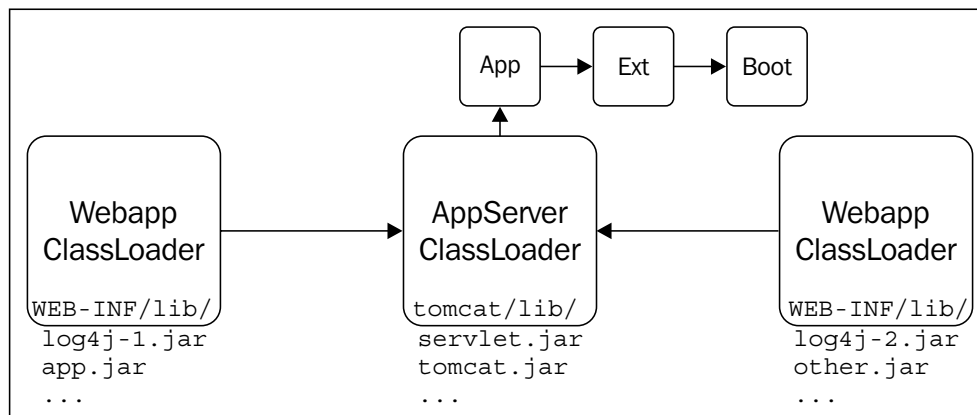 App
Ext
Boot
Webapp
ClassLoader
WEB-INF/lib/
log4j-1.jar
app.jar
...
AppServer
ClassLoader
tomcat/lib/
servlet.jar
tomcat.jar
...
Webapp
ClassLoader
WEB-INF/lib/
log4j-2.jar
other.jar
...